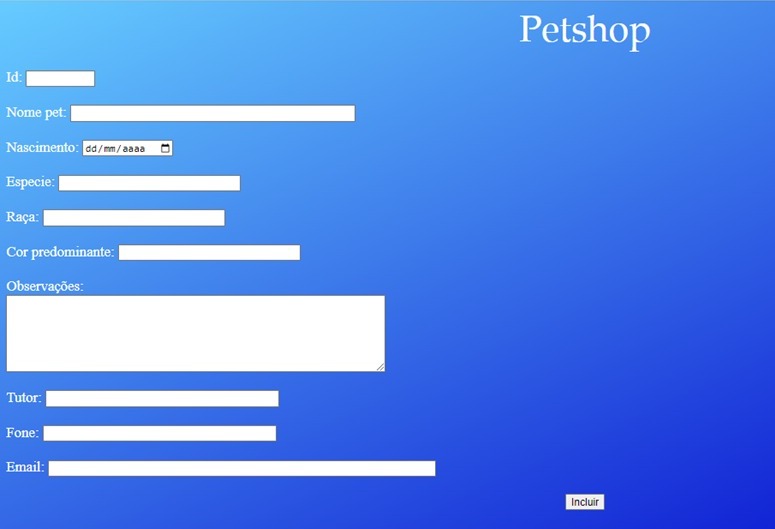 Petshop
Id:
Nome pet:
Nascimento: dd/mm/aaaa
Especie:
Raça:
Cor predominante:
Observações:
Tutor:
Fone:
Email:
Incluir